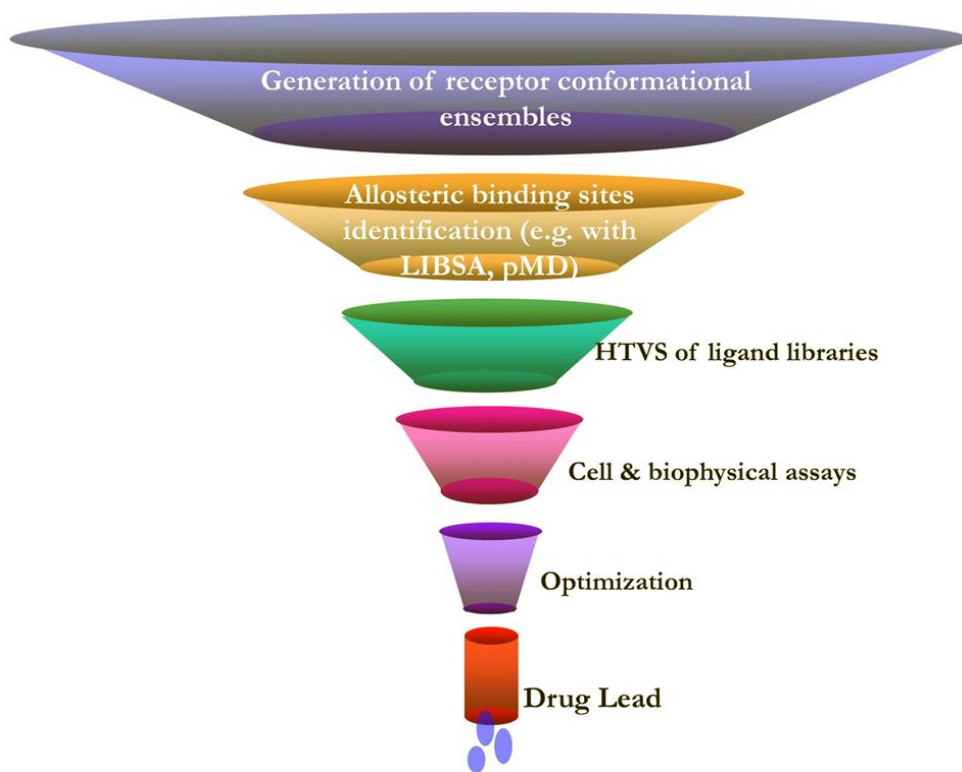 Generation of receptor conformational
ensembles
Allosteric binding sites
identification (e.g. with
LIBSA, pMD)
HTVS of ligand libraries
Cell & biophysical assays
Optimization
Drug Lead